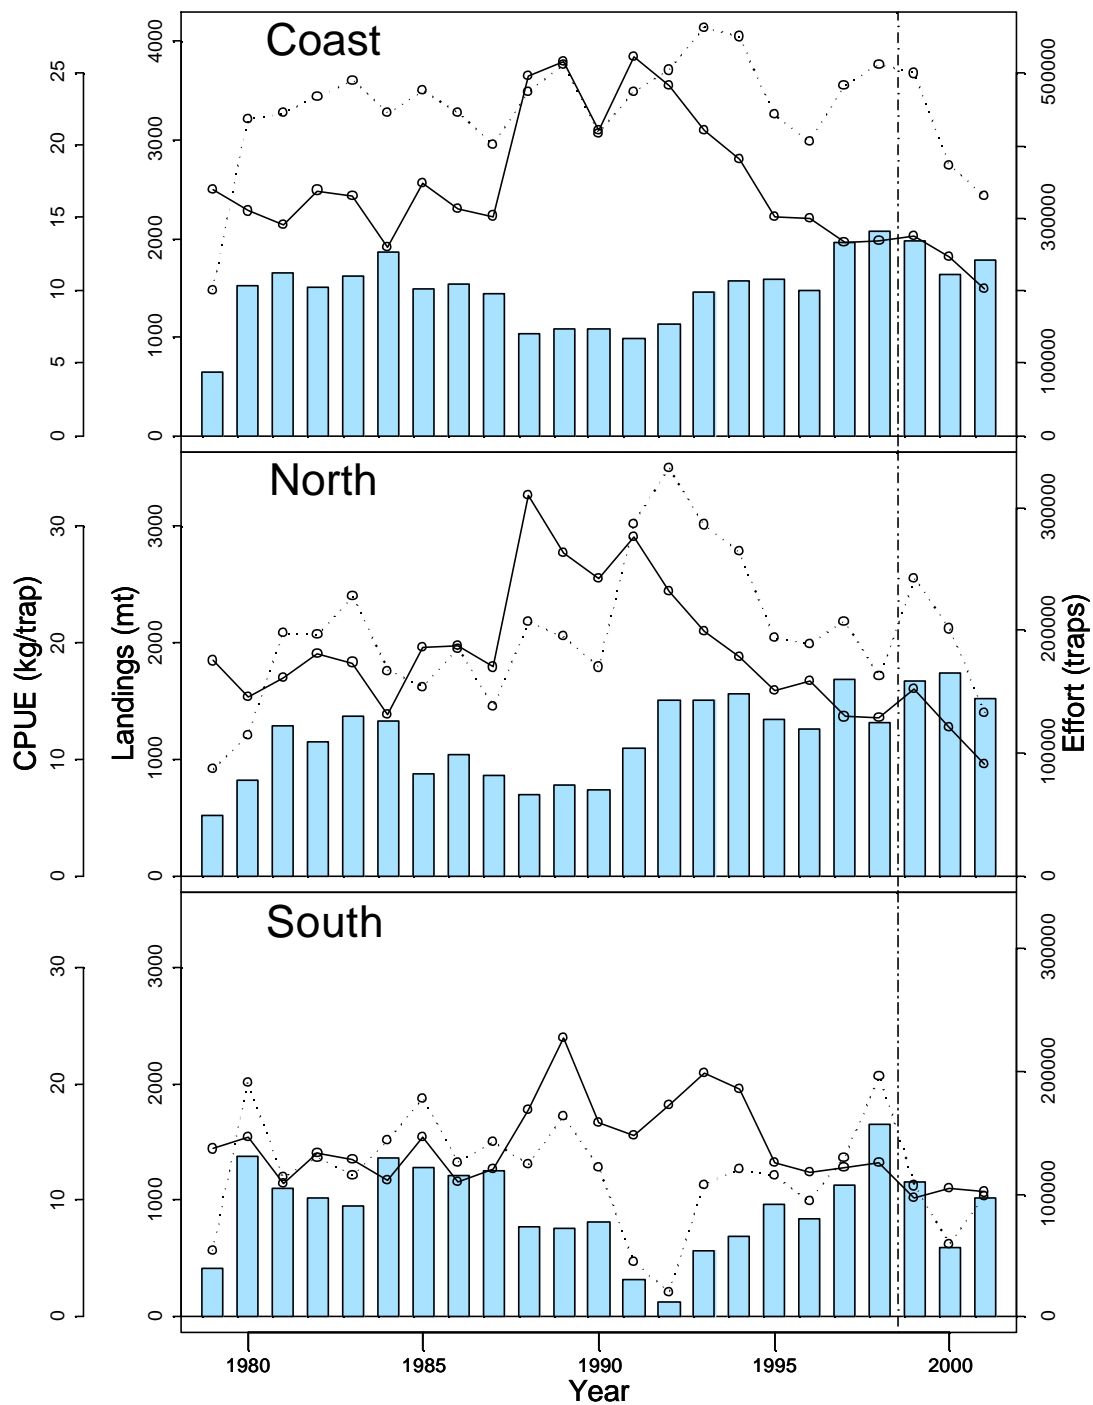 Coast
0 5 10 15 20 25
0 1000 2000 3000 4000
0 100000 300000 500000
North
0 10 20 30
0 1000 2000 3000
0 100000 200000 300000
CPUE (kg/trap)
Landings (mt)
Effort (traps)
South
0 10 20 30
0 1000 2000 3000
0 100000 200000 300000
1980 1985 1990 1995 2000
Year